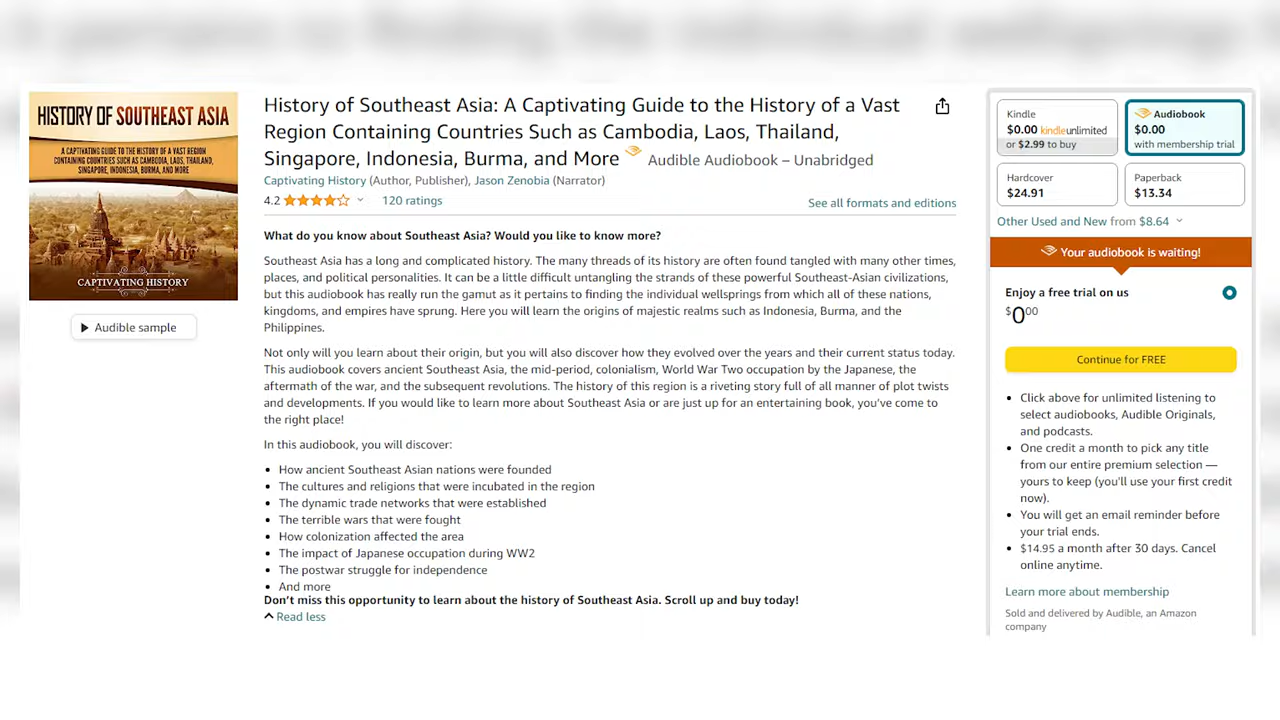 HISTORY OF SOUTHEAST ASIA
A CAPTIVATING GUIDE TO THE HISTORY OF A VAST REGION
CONTAINING COUNTRIES SUCH AS CAMBODIA, LAOS, THAILAND,
SINGAPORE, INDONESIA, BURMA, AND MORE
CAPTIVATING HISTORY
Audible sample
History of Southeast Asia: A Captivating Guide to the History of a Vast
Region Containing Countries Such as Cambodia, Laos, Thailand,
Singapore, Indonesia, Burma, and More Audible Audiobook – Unabridged
Captivating History (Author, Publisher), Jason Zenobia (Narrator)
4.2 120 ratings
See all formats and editions
What do you know about Southeast Asia? Would you like to know more?
Southeast Asia has a long and complicated history. The many threads of its history are often found tangled with many other times,
places, and political personalities. It can be a little difficult untangling the strands of these powerful Southeast-Asian civilizations,
but this audiobook has really run the gamut as it pertains to finding the individual wellsprings from which all of these nations,
kingdoms, and empires have sprung. Here you will learn the origins of majestic realms such as Indonesia, Burma, and the
Philippines.
Not only will you learn about their origin, but you will also discover how they evolved over the years and their current status today.
This audiobook covers ancient Southeast Asia, the mid-period, colonialism, World War Two occupation by the Japanese, the
aftermath of the war, and the subsequent revolutions. The history of this region is a riveting story full of all manner of plot twists
and developments. If you would like to learn more about Southeast Asia or are just up for an entertaining book, you've come to
the right place!
In this audiobook, you will discover:
• How ancient Southeast Asian nations were founded
• The cultures and religions that were incubated in the region
• The dynamic trade networks that were established
• The terrible wars that were fought
• How colonization affected the area
• The impact of Japanese occupation during WW2
• The postwar struggle for independence
• And more
Don't miss this opportunity to learn about the history of Southeast Asia. Scroll up and buy today!
Read less
Kindle
$0.00 kindleunlimited
or $2.99 to buy
Audiobook
$0.00
with membership trial
Hardcover
$24.91
Paperback
$13.34
Other Used and New from $8.64
Your audiobook is waiting!
Enjoy a free trial on us
$0.00
Continue for FREE
• Click above for unlimited listening to
select audiobooks, Audible Originals,
and podcasts.
• One credit a month to pick any title
from our entire premium selection —
yours to keep (you'll use your first credit
now).
• You will get an email reminder before
your trial ends.
• $14.95 a month after 30 days. Cancel
online anytime.
Learn more about membership
Sold and delivered by Audible, an Amazon
company